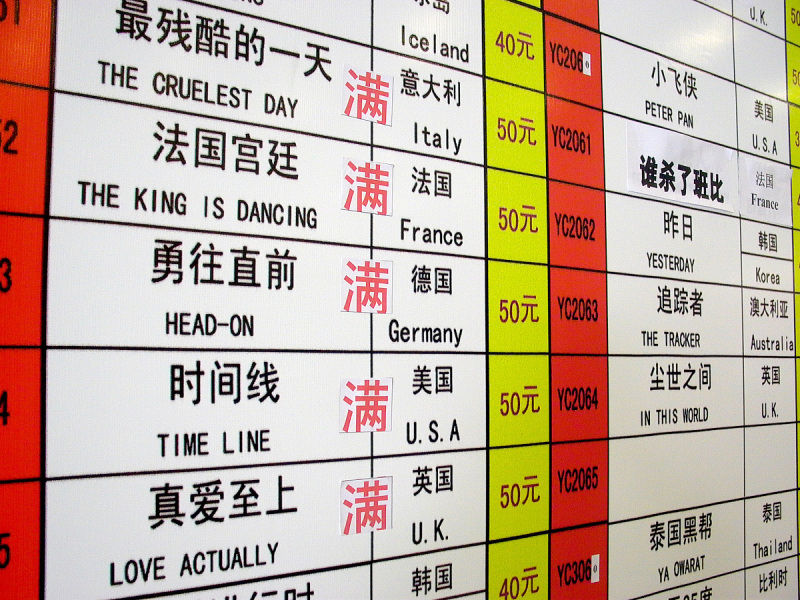 最残酷的一天
THE CRUELEST DAY
满
意大利
Italy
Iceland
40元
50元
法国宫廷
THE KING IS DANCING
满
法国
France
50元
勇往直前
HEAD-ON
满
德国
Germany
50元
时间线
TIME LINE
满
美国
U.S.A
50元
真爱至上
LOVE ACTUALLY
满
英国
U.K.
50元
韩国
40元
YC206
YC2061
YC2062
YC2063
YC2064
YC2065
YC306
U.K.
小飞侠
PETER PAN
美国
U.S.A
谁杀了班比
法国
France
昨日
YESTERDAY
韩国
Korea
追踪者
THE TRACKER
澳大利亚
Australia
尘世之间
IN THIS WORLD
英国
U.K.
泰国黑帮
YA OWARAT
泰国
Thailand
比利时